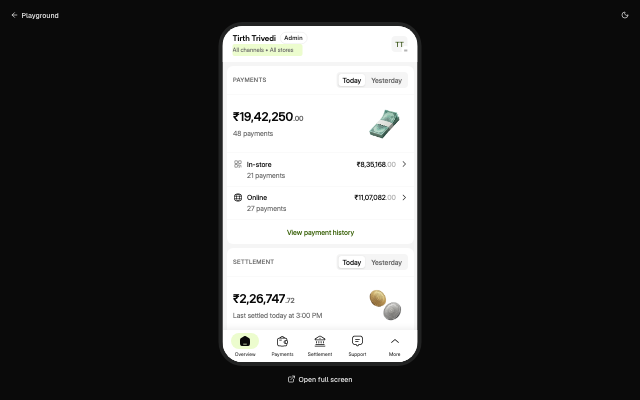 Playground
Tirth Trivedi Admin
All channels • All stores
TT
PAYMENTS
Today Yesterday
₹19,42,250.00
48 payments
In-store ₹8,35,168.00
21 payments
Online ₹11,07,082.00
27 payments
View payment history
SETTLEMENT
Today Yesterday
₹2,26,747.72
Last settled today at 3:00 PM
Overview Payments Settlement Support More
Open full screen